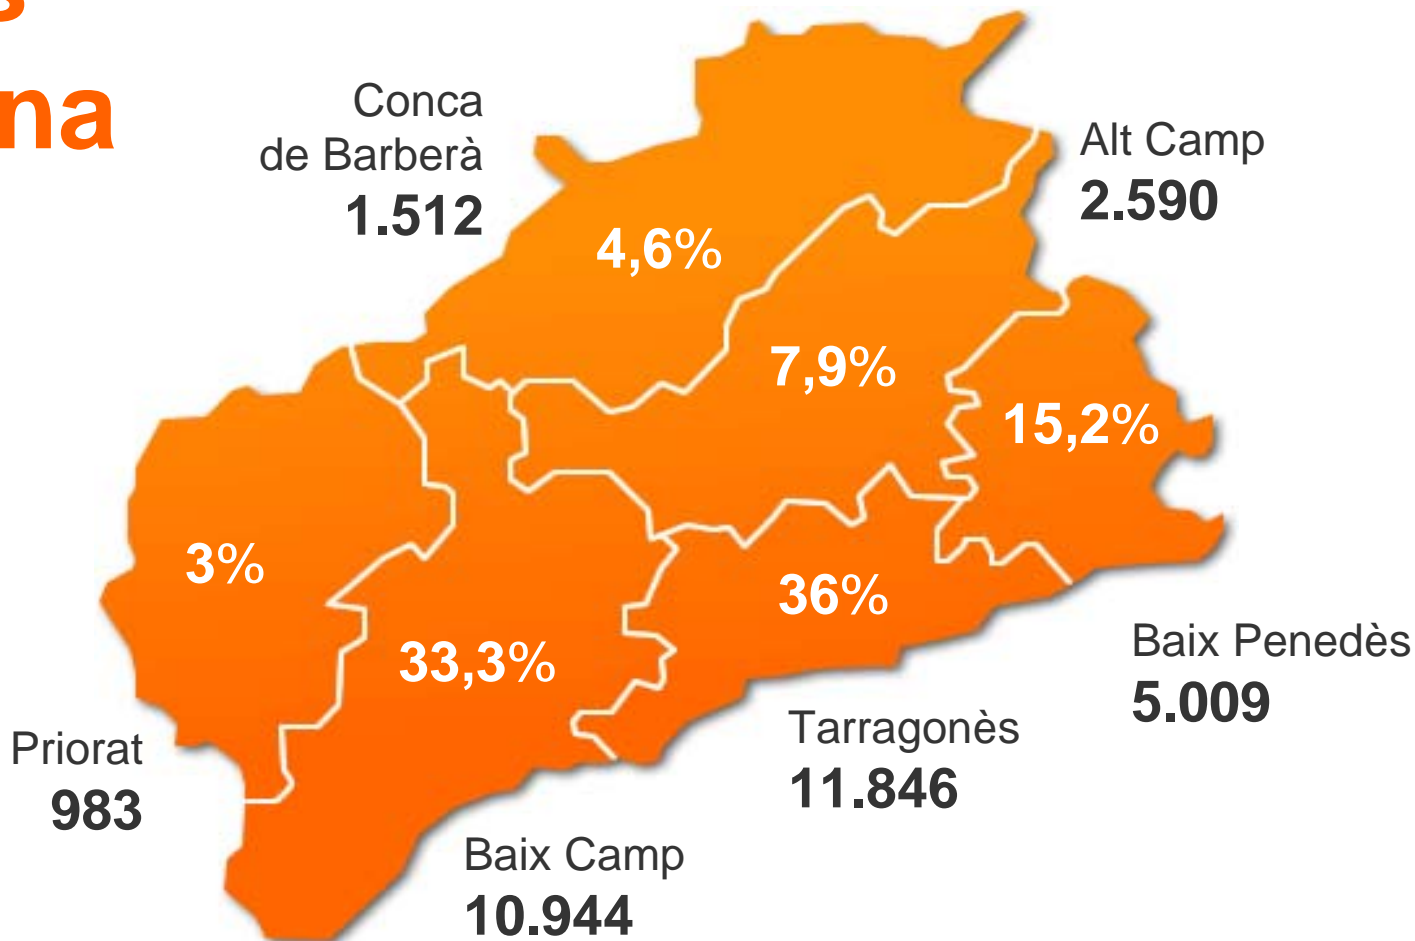 na
Conca
de Barberà
1.512
Alt Camp
2.590
4,6%
7,9%
15,2%
3%
36%
33,3%
Baix Penedès
5.009
Tarragonès
11.846
Priorat
983
Baix Camp
10.944